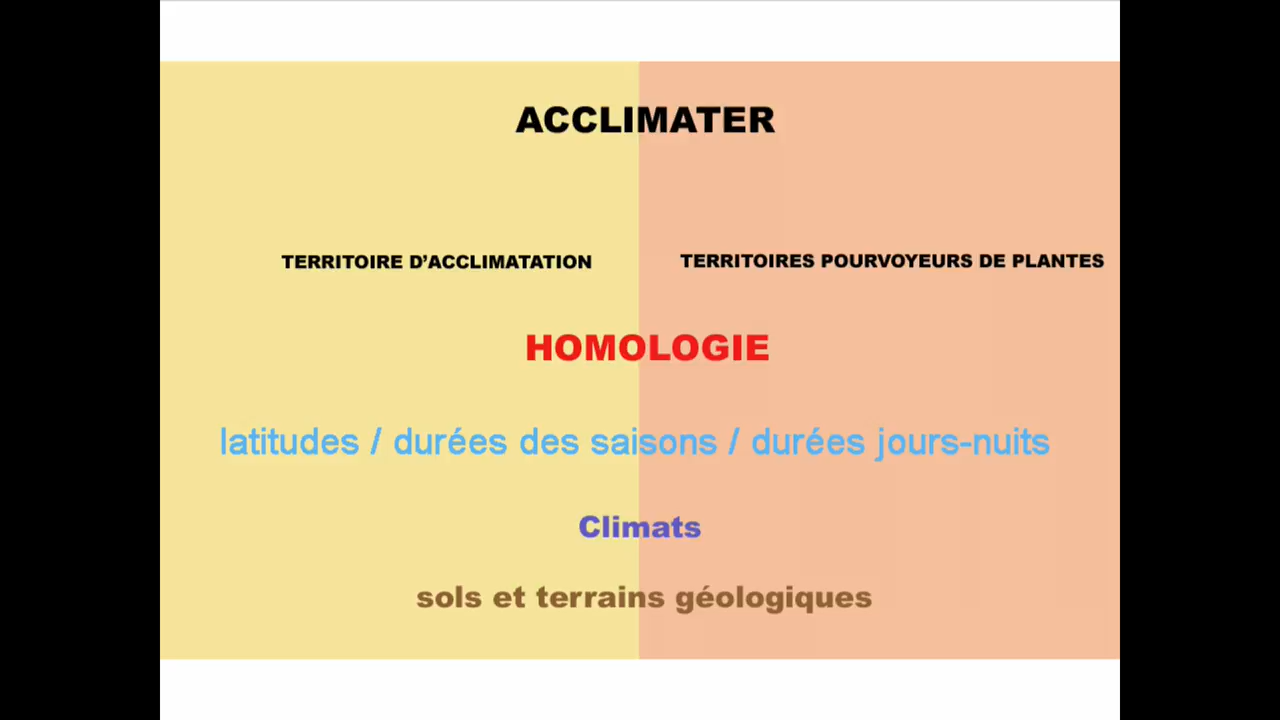 ACCLIMATER
TERRITOIRE D’ACCLIMATATION
TERRITOIRES POURVOYEURS DE PLANTES
HOMOLOGIE
latitudes / durées des saisons / durées jours-nuits
Climats
sols et terrains géologiques